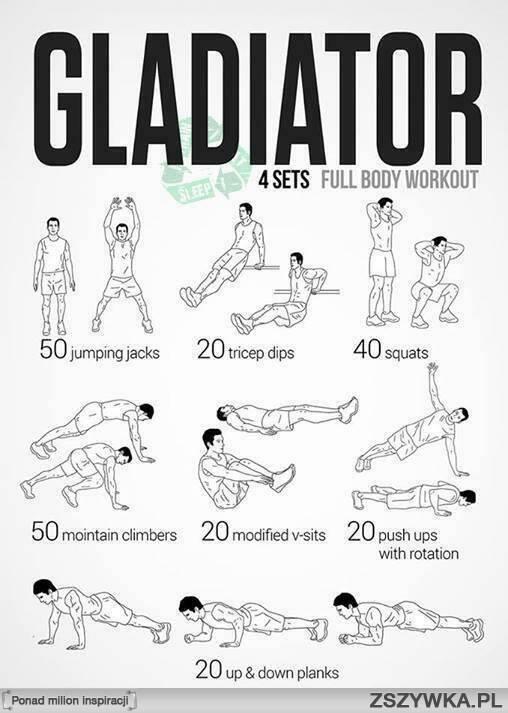 GLADIATOR
SLEEP
4 SETS FULL BODY WORKOUT
50 jumping jacks
20 tricep dips
40 squats
50 mointain climbers
20 modified v-sits
20 push ups
with rotation
20 up & down planks
Ponad milion inspiracji
ZSZYWKA.PL